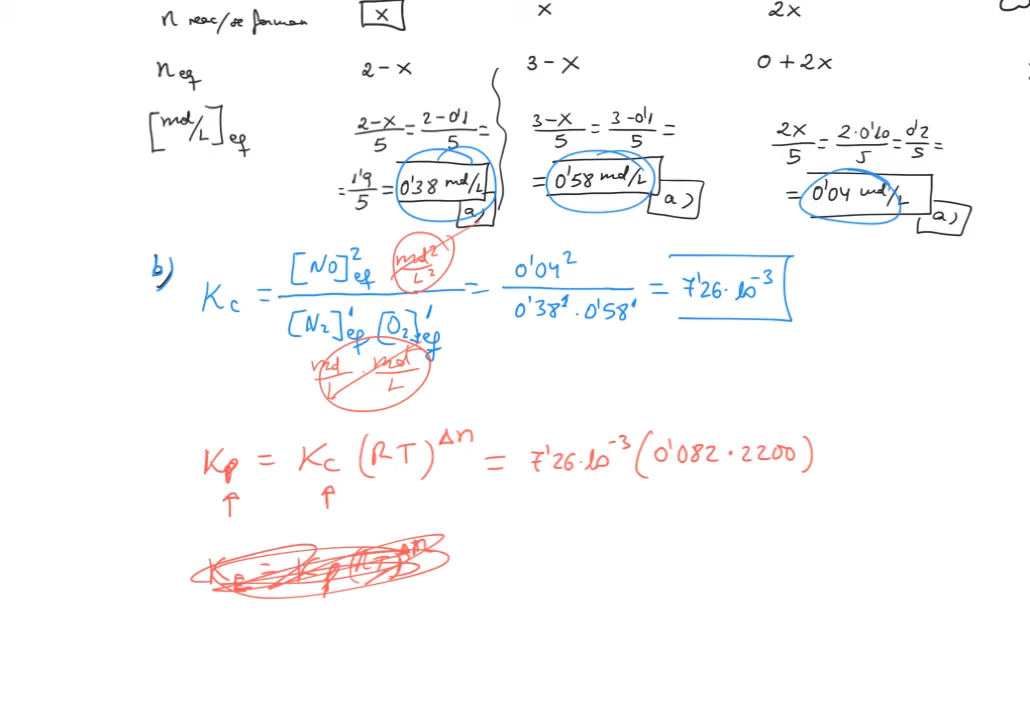 n reac/se forman x x 2x
n eq 2-x 3-x 0+2x
[mol/L]eq 2-x/5 = 2-0'1/5 = 3-x/5 = 3-0'1/5 = 2x/5 = 2·0'10/5 = 0'2/5 =
= 1'9/5 = 0'38 mol/L = 0'58 mol/L = 0'04 mol/L
a) a) a)
b) Kc = [NO]²eq mol²/L² / [N₂]¹eq [O₂]¹eq = 0'04² / 0'38¹ · 0'58¹ = 7'26·10⁻³
mol/L · mol/L
Kp = Kc (RT)^Δn = 7'26·10⁻³ (0'082 · 2200)
Kc = Kp (RT)^Δn